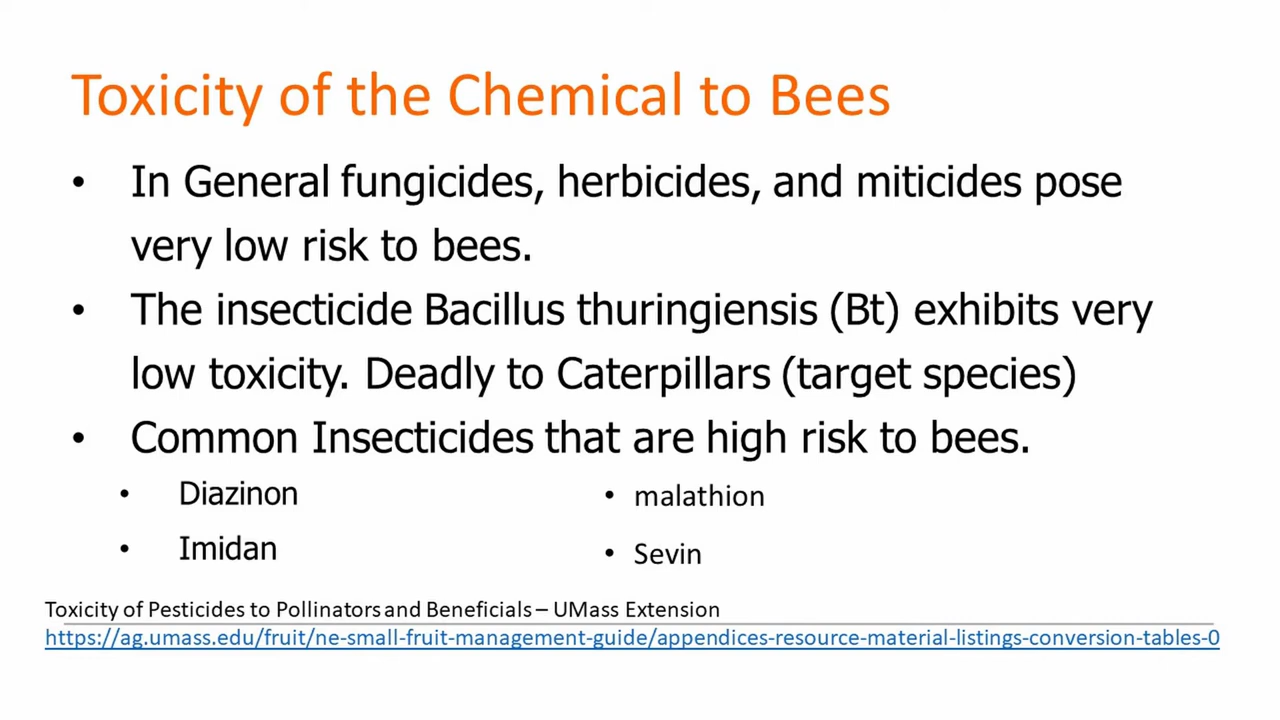 Toxicity of the Chemical to Bees
• In General fungicides, herbicides, and miticides pose
very low risk to bees.
• The insecticide Bacillus thuringiensis (Bt) exhibits very
low toxicity. Deadly to Caterpillars (target species)
• Common Insecticides that are high risk to bees.
• Diazinon
• Imidan
• malathion
• Sevin
Toxicity of Pesticides to Pollinators and Beneficials – UMass Extension
https://ag.umass.edu/fruit/ne-small-fruit-management-guide/appendices-resource-material-listings-conversion-tables-0